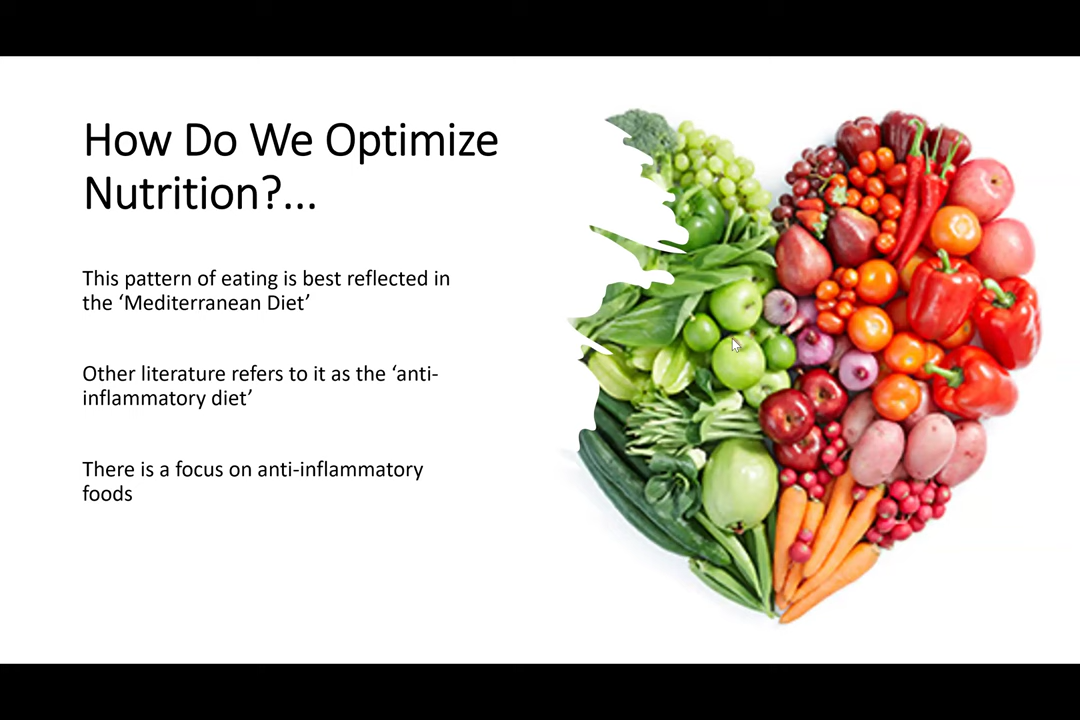 How Do We Optimize
Nutrition?...
This pattern of eating is best reflected in
the ‘Mediterranean Diet’
Other literature refers to it as the ‘anti-
inflammatory diet’
There is a focus on anti-inflammatory
foods